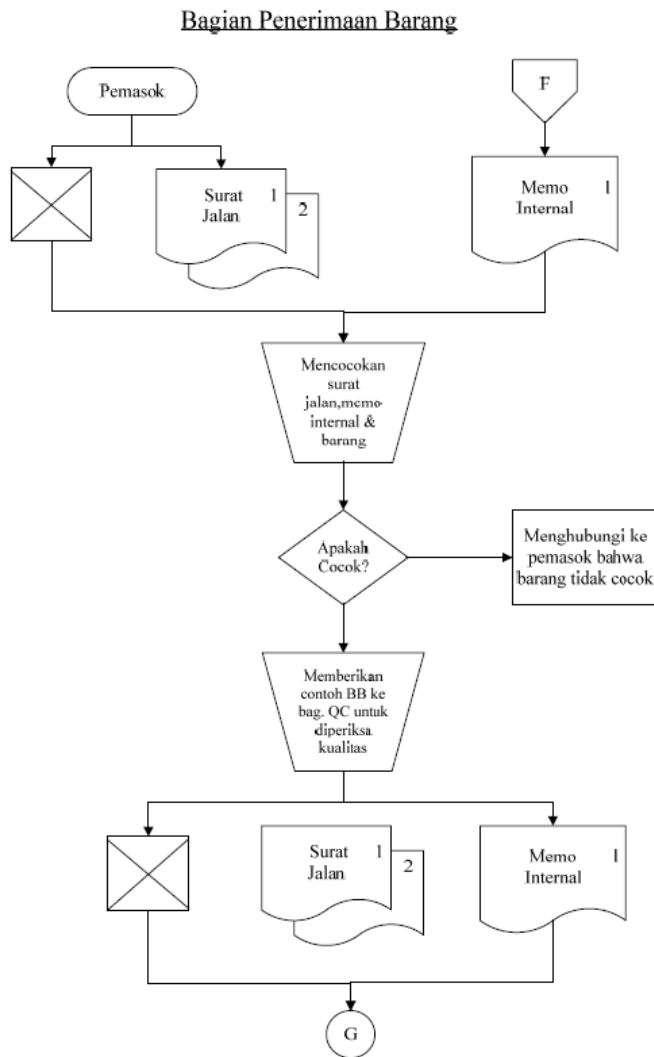 Bagian Penerimaan Barang
Pemasok
F
Surat
Jalan
1
2
Memo
Internal
1
Mencocokan
surat
jalan,memo
internal &
barang
Apakah
Cocok?
Menghubungi ke
pemasok bahwa
barang tidak cocok
Memberikan
contoh BB ke
bag. QC untuk
diperiksa
kualitas
Surat
Jalan
1
2
Memo
Internal
1
G